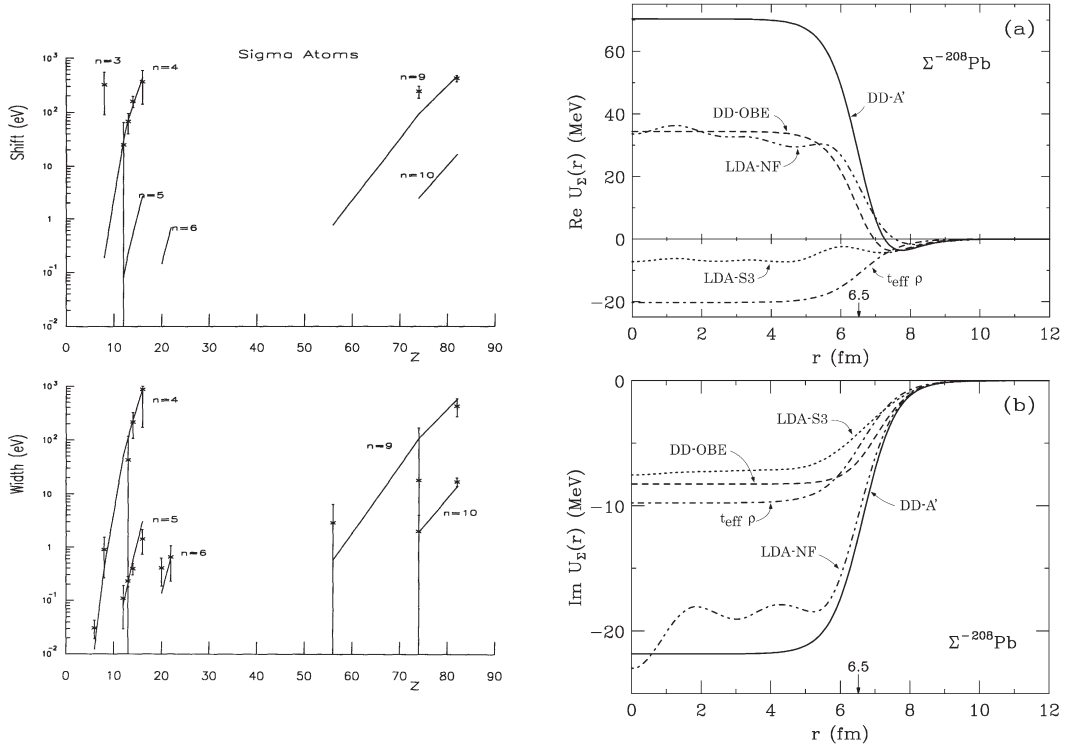 Sigma Atoms
Shift (eV)
10³
10²
10
1
10⁻¹
10⁻²
n=3
n=4
n=5
n=6
n=9
n=10
0 10 20 30 40 50 60 70 80 90
Z
Width (eV)
10³
10²
10
1
10⁻¹
10⁻²
n=4
n=5
n=6
n=9
n=10
0 10 20 30 40 50 60 70 80 90
Z
(a)
Σ⁻²⁰⁸Pb
Re U_Σ(r) (MeV)
60
40
20
0
−20
DD-A'
DD-OBE
LDA-NF
LDA-S3
t_eff ρ
6.5
0 2 4 6 8 10 12
r (fm)
(b)
Im U_Σ(r) (MeV)
0
−10
−20
LDA-S3
DD-OBE
t_eff ρ
DD-A'
LDA-NF
Σ⁻²⁰⁸Pb
6.5
0 2 4 6 8 10 12
r (fm)